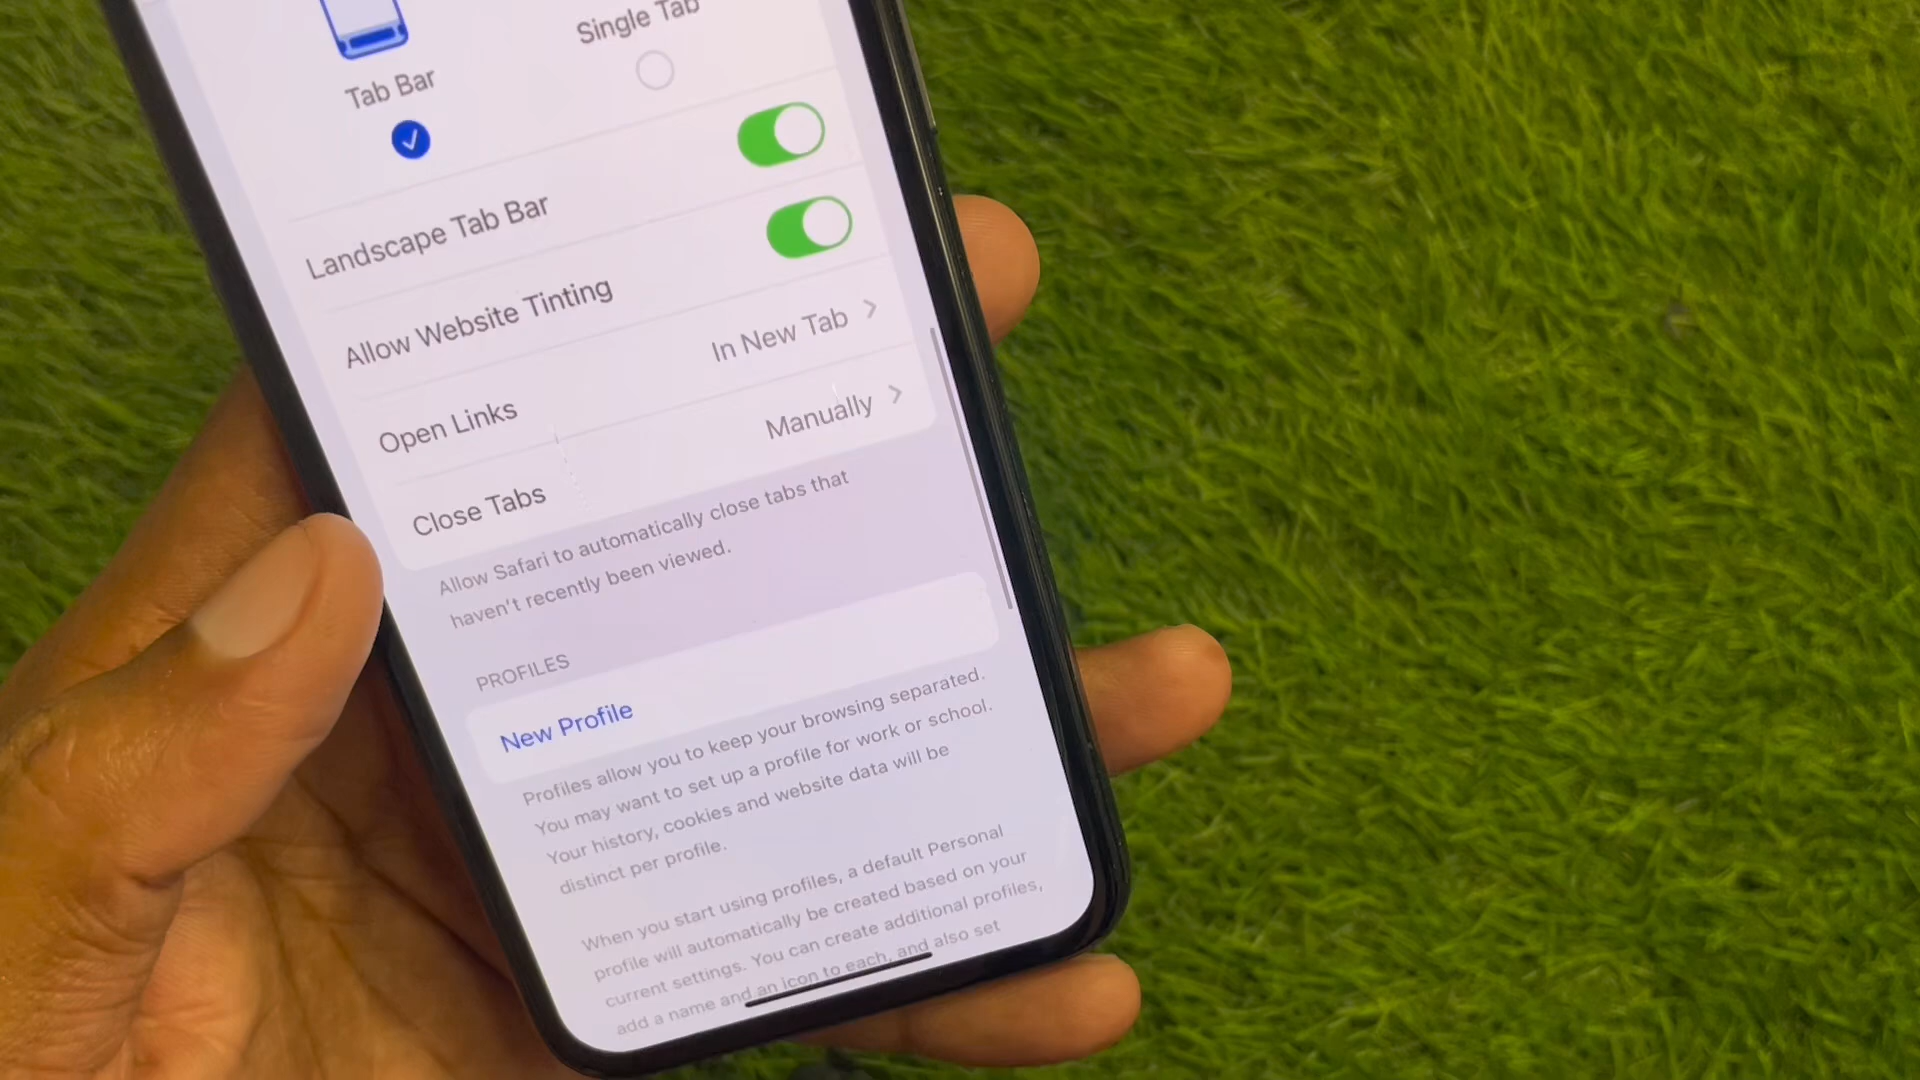 Tab Bar
Single Tab
Landscape Tab Bar
Allow Website Tinting
Open Links
In New Tab
Close Tabs
Manually
Allow Safari to automatically close tabs that
haven't recently been viewed.
PROFILES
New Profile
Profiles allow you to keep your browsing separated.
You may want to set up a profile for work or school.
Your history, cookies and website data will be
distinct per profile.
When you start using profiles, a default Personal
profile will automatically be created based on your
current settings. You can create additional profiles,
add a name and an icon to each, and also set